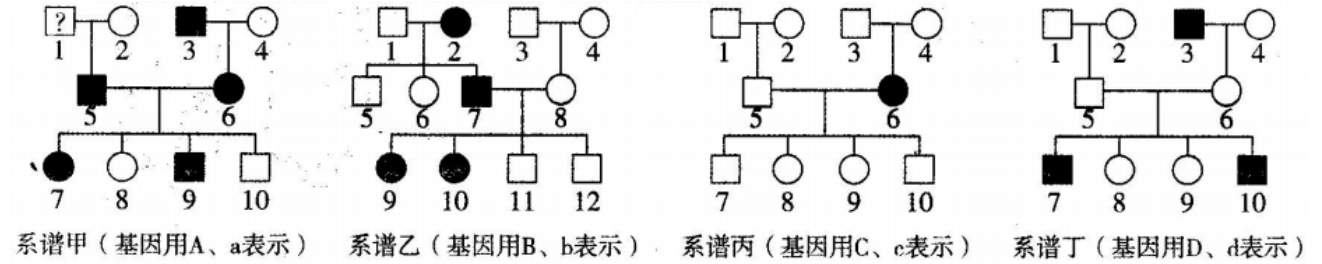 ? 1 2 3 4 1 2 3 4 1 2 3 4 1 2 3 4
5 6 5 6 7 8 5 6 5 6
7 8 9 10 9 10 11 12 7 8 9 10 7 8 9 10
系谱甲（基因用A、a表示） 系谱乙（基因用B、b表示） 系谱丙（基因用C、c表示） 系谱丁（基因用D、d表示）